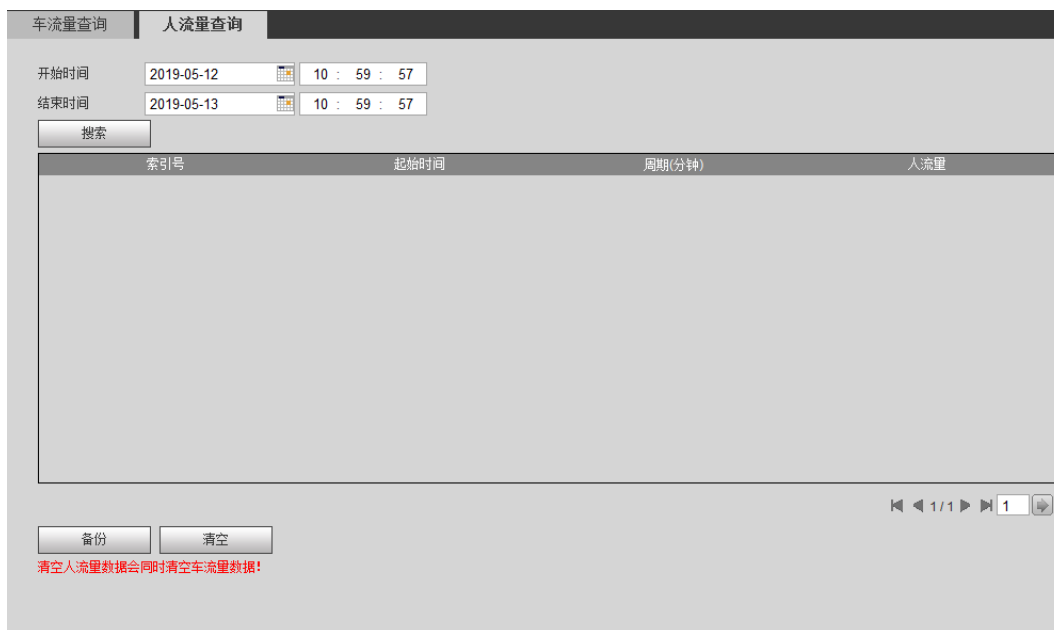 车流量查询 人流量查询
开始时间 2019-05-12 10 : 59 : 57
结束时间 2019-05-13 10 : 59 : 57
搜索
索引号 起始时间 周期(分钟) 人流量
1/1 1
备份 清空
清空人流量数据会同时清空车流量数据!